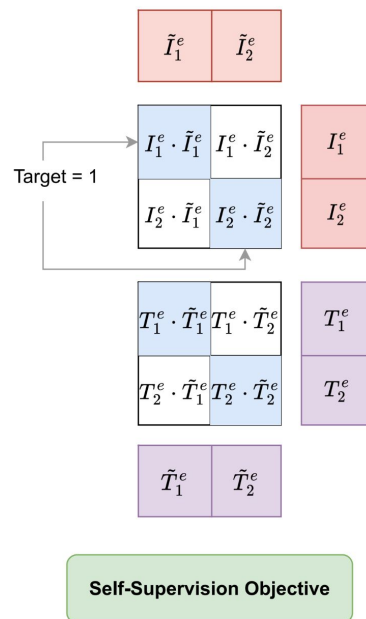 Ĩ₁ᵉ Ĩ₂ᵉ
I₁ᵉ · Ĩ₁ᵉ I₁ᵉ · Ĩ₂ᵉ I₁ᵉ
Target = 1
I₂ᵉ · Ĩ₁ᵉ I₂ᵉ · Ĩ₂ᵉ I₂ᵉ
T₁ᵉ · T̃₁ᵉ T₁ᵉ · T̃₂ᵉ T₁ᵉ
T₂ᵉ · T̃₁ᵉ T₂ᵉ · T̃₂ᵉ T₂ᵉ
T̃₁ᵉ T̃₂ᵉ
Self-Supervision Objective